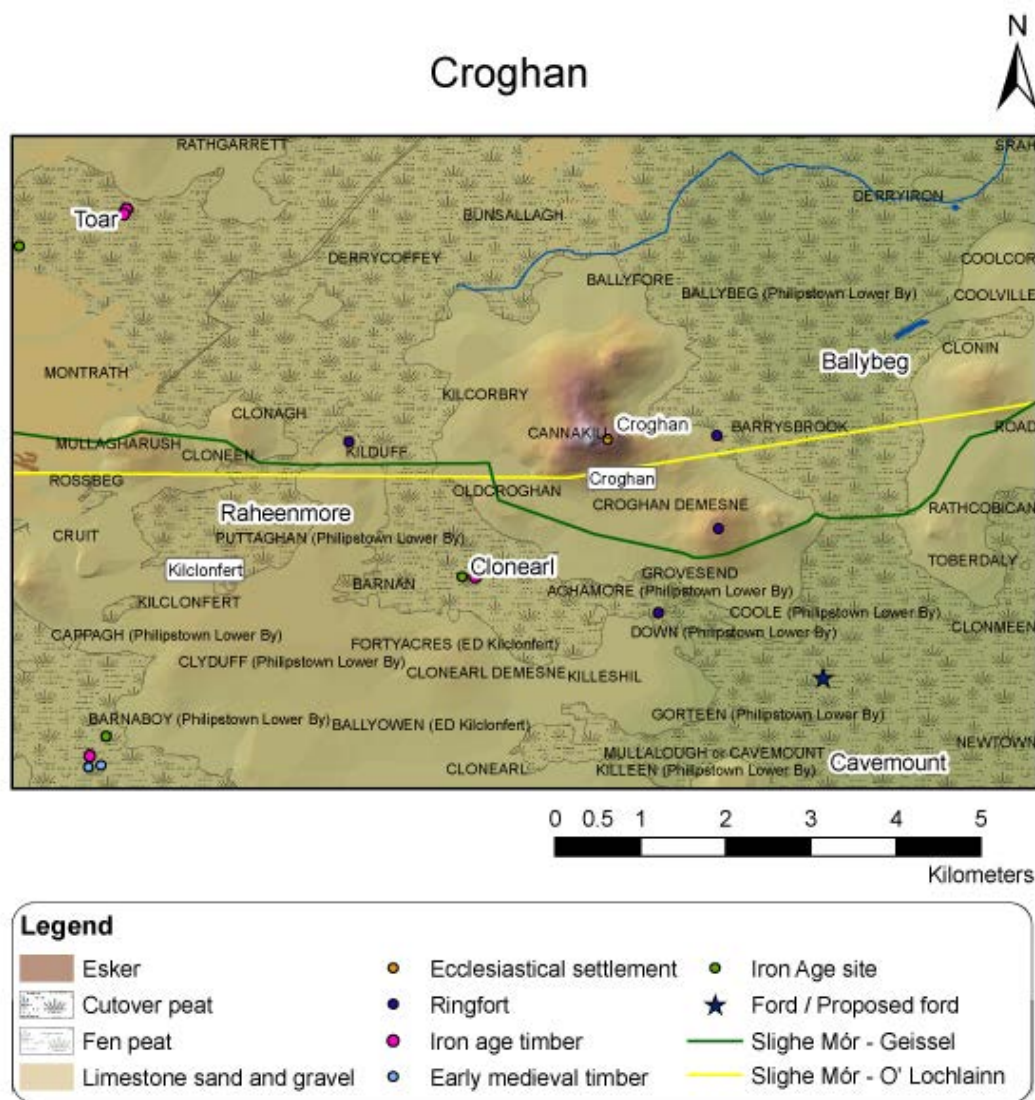 N
Croghan
RATHGARRETT
SRAH
Toar
BUNSALLAGH
DERRYIRON
DERRYCOFFEY
COOLCOR
BALLYFORE
BALLYBEG (Philipstown Lower By)
COOLVILLE
CLONIN
Ballybeg
MONTRATH
KILCORBRY
CLONAGH
Croghan
CANNAKILL
BARRYSBROOK
ROAD
MULLAGHARUSH
CLONEEN
KILDUFF
ROSSBEG
Croghan
OLDCROGHAN
CROGHAN DEMESNE
RATHCOBICAN
Raheenmore
CRUIT
PUTTAGHAN (Philipstown Lower By)
TOBERDALY
Kilclonfert
Clonearl
GROVESEND
BARNAN
AGHAMORE (Philipstown Lower By)
KILCLONFERT
COOLE (Philipstown Lower By)
CLONMEEN
CAPPAGH (Philipstown Lower By)
FORTYACRES (ED Kilclonfert)
DOWN (Philipstown Lower By)
CLYDUFF (Philipstown Lower By)
CLONEARL DEMESNE
KILLESHIL
BARNABOY (Philipstown Lower By)
BALLYOWEN (ED Kilclonfert)
GORTEEN (Philipstown Lower By)
NEWTOWN
MULLALOUGH or CAVEMOUNT
Cavemount
CLONEARL
KILLEEN (Philipstown Lower By)
0 0.5 1 2 3 4 5
Kilometers
Legend
Esker
Cutover peat
Fen peat
Limestone sand and gravel
Ecclesiastical settlement
Ringfort
Iron age timber
Early medieval timber
Iron Age site
Ford / Proposed ford
Slighe Mór - Geissel
Slighe Mór - O' Lochlainn